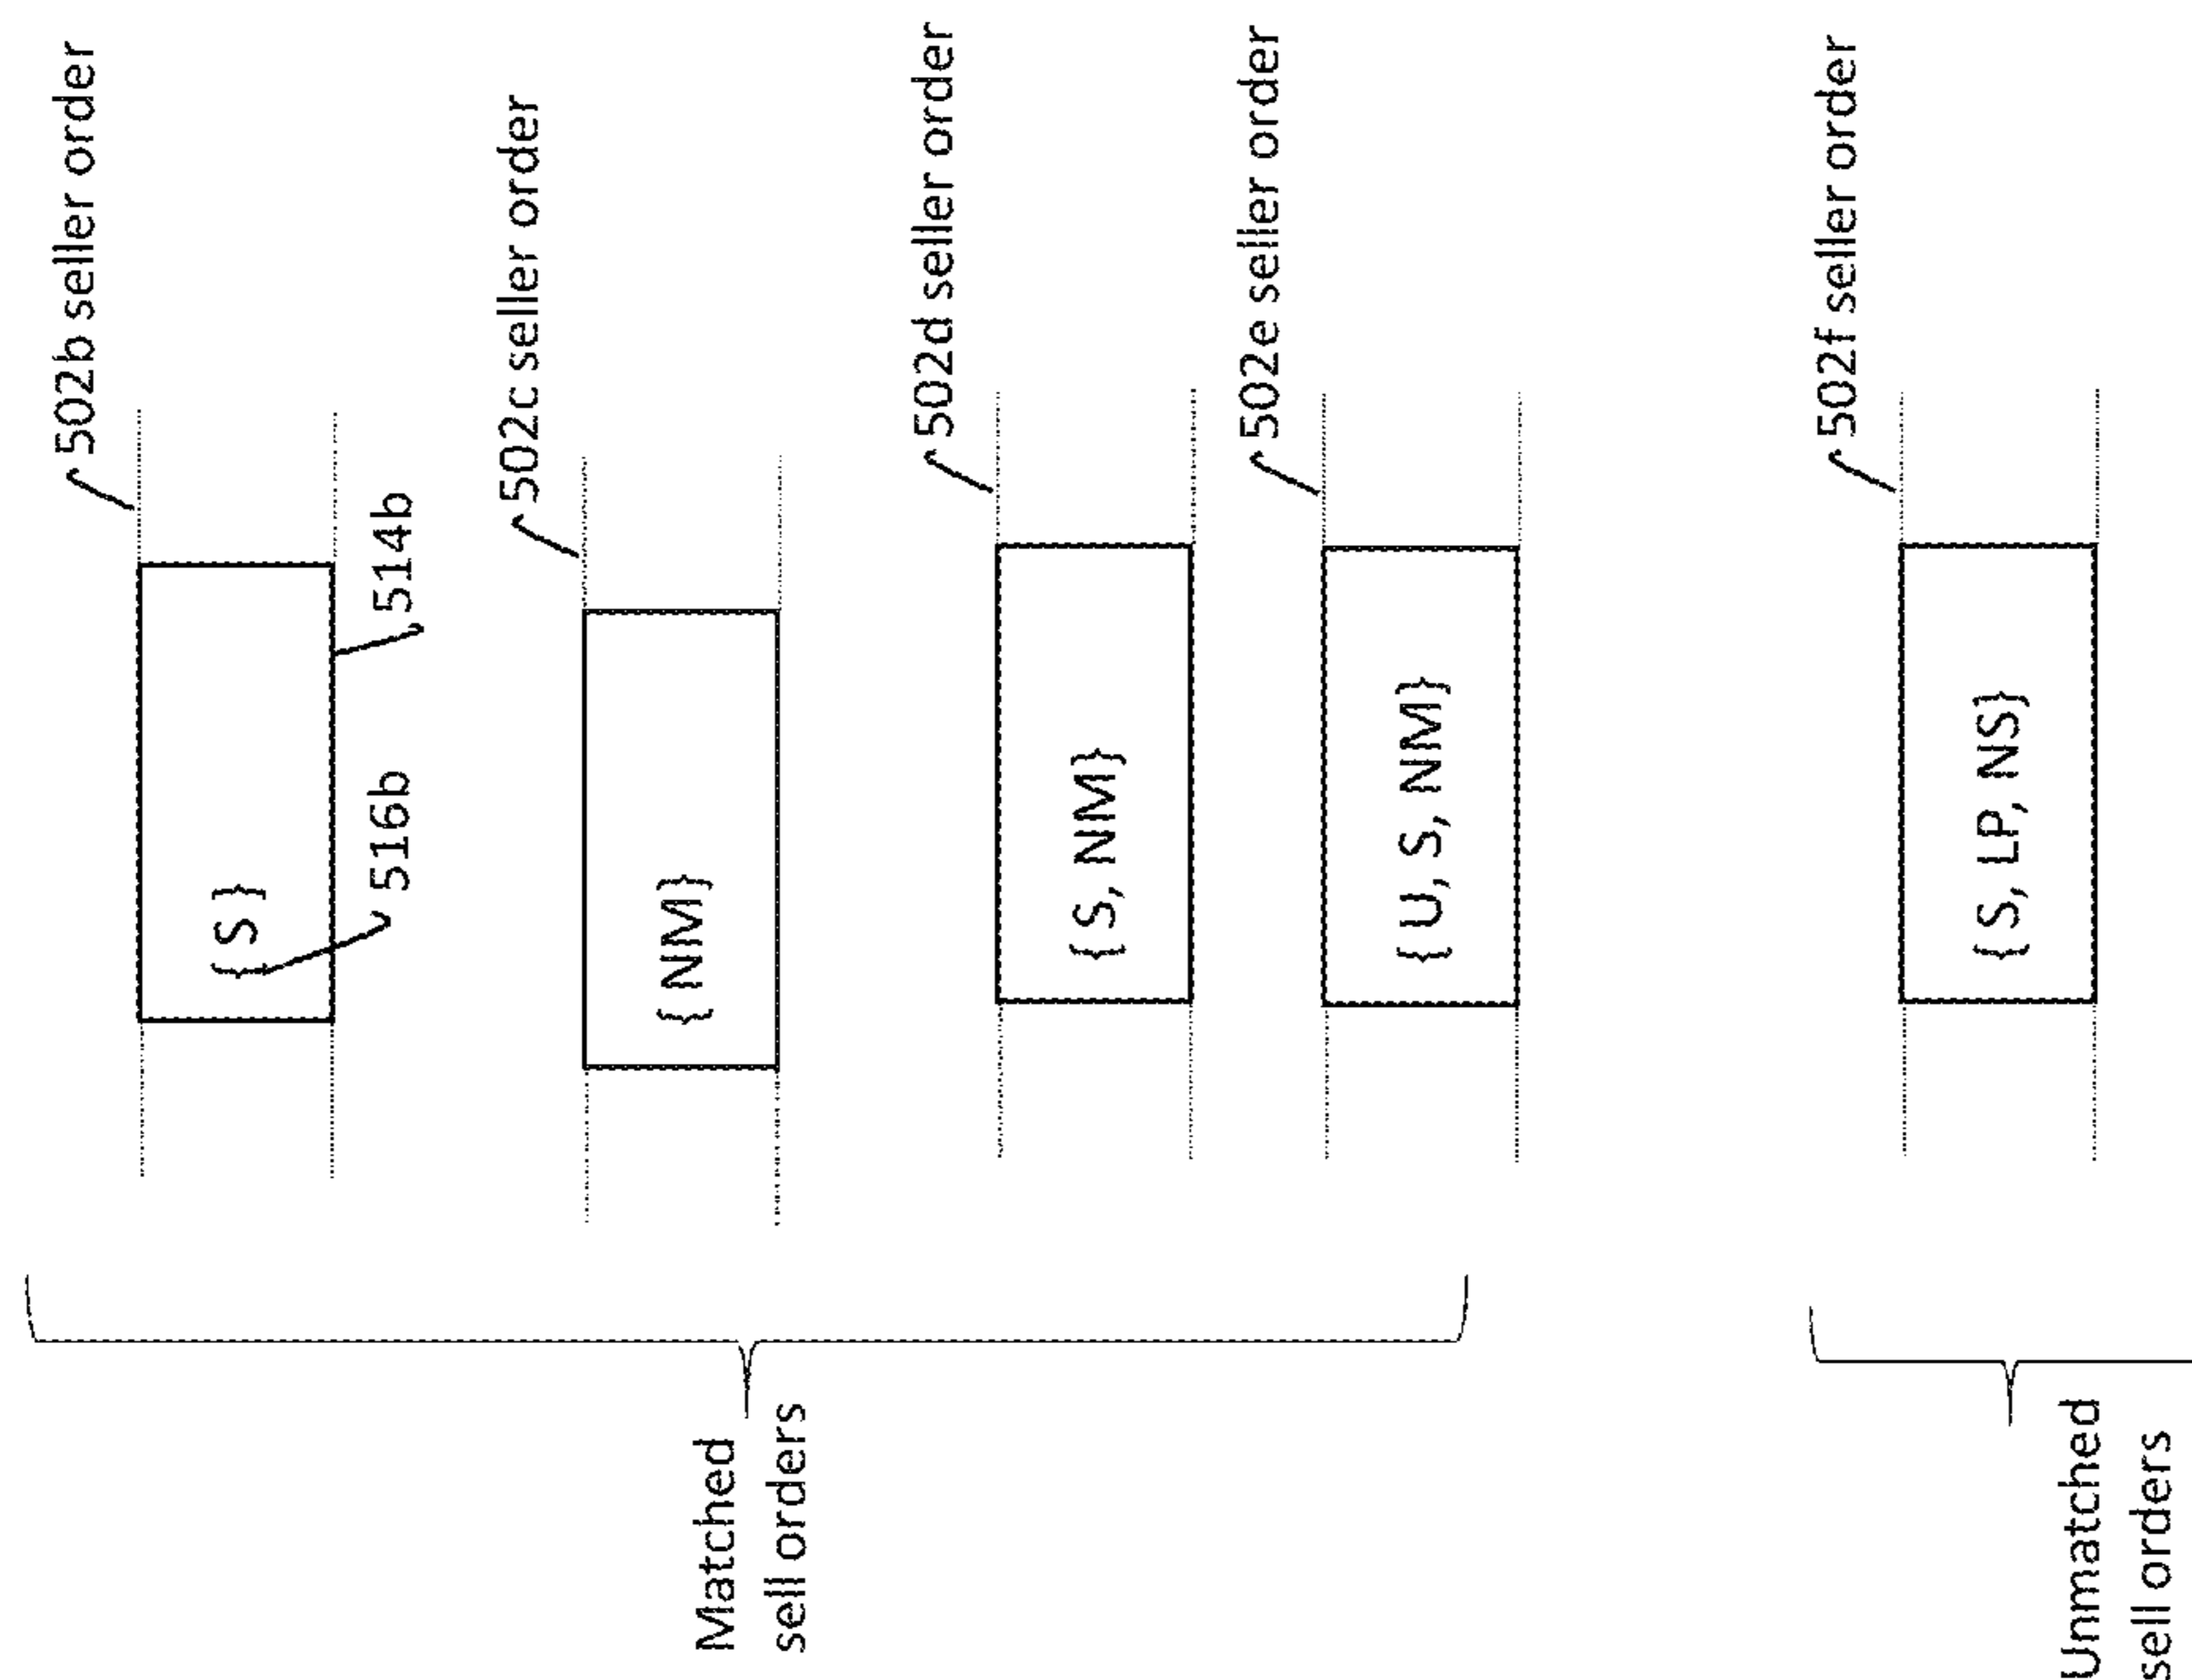 502b seller order
{ S }
516b
514b
502c seller order
{ NM}
502d seller order
{ S, NM}
502e seller order
{ U, S, NM}
Matched
sell orders
502f seller order
{ S, LP, NS}
Unmatched
sell orders